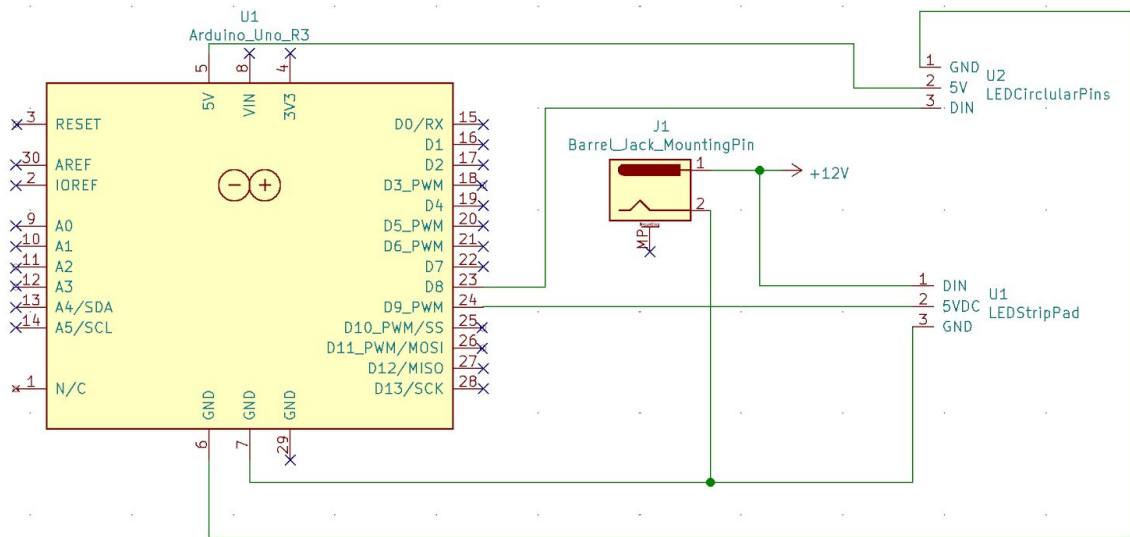 U1
Arduino_Uno_R3
5
8
4
5V
VIN
3V3
3
RESET
30
AREF
2
IOREF
9
A0
10
A1
11
A2
12
A3
13
A4/SDA
14
A5/SCL
1
N/C
D0/RX
15
D1
16
D2
17
D3_PWM
18
D4
19
D5_PWM
20
D6_PWM
21
D7
22
D8
23
D9_PWM
24
D10_PWM/SS
25
D11_PWM/MOSI
26
D12/MISO
27
D13/SCK
28
GND
GND
GND
6
7
29
J1
Barrel_Jack_MountingPin
1
2
MP
+12V
1
GND
2
5V
3
DIN
U2
LEDCirclularPins
1
DIN
2
5VDC
3
GND
U1
LEDStripPad